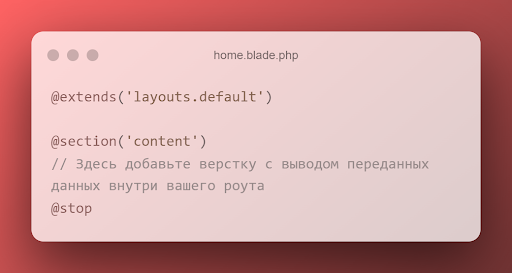 home.blade.php
@extends('layouts.default')
@section('content')
// Здесь добавьте верстку с выводом переданных
данных внутри вашего роута
@stop